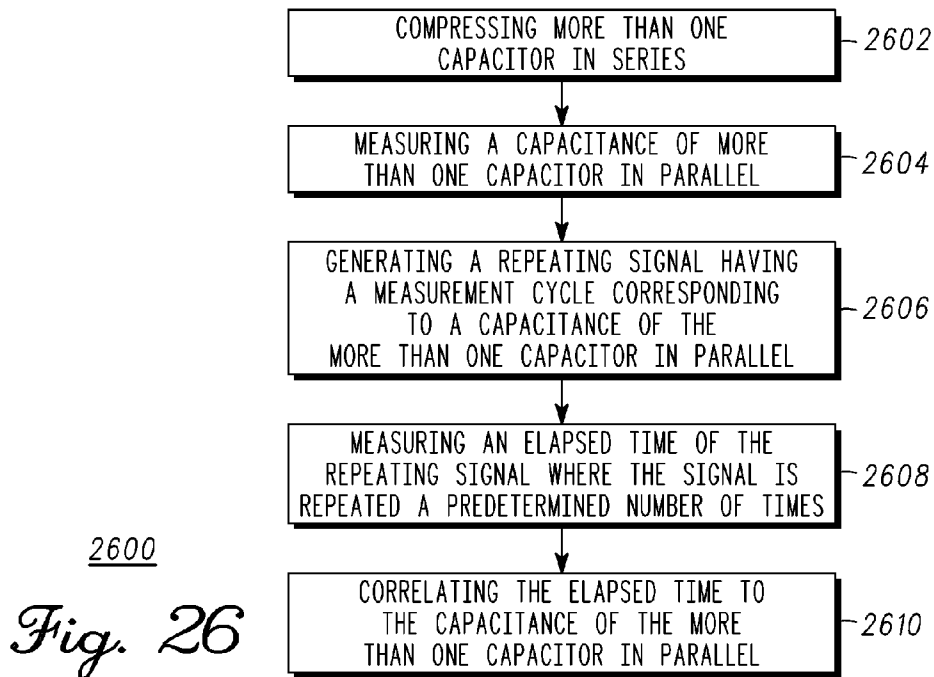 COMPRESSING MORE THAN ONE
CAPACITOR IN SERIES
2602
MEASURING A CAPACITANCE OF MORE
THAN ONE CAPACITOR IN PARALLEL
2604
GENERATING A REPEATING SIGNAL HAVING
A MEASUREMENT CYCLE CORRESPONDING
TO A CAPACITANCE OF THE
MORE THAN ONE CAPACITOR IN PARALLEL
2606
MEASURING AN ELAPSED TIME OF THE
REPEATING SIGNAL WHERE THE SIGNAL IS
REPEATED A PREDETERMINED NUMBER OF TIMES
2608
CORRELATING THE ELAPSED TIME TO
THE CAPACITANCE OF THE MORE
THAN ONE CAPACITOR IN PARALLEL
2610
2600
Fig. 26